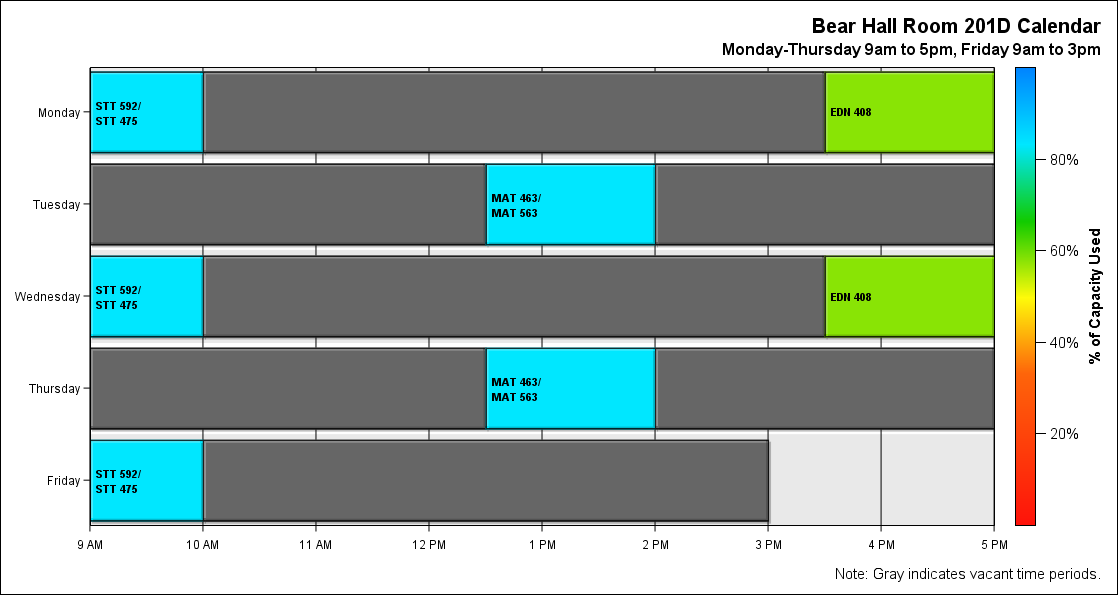 Bear Hall Room 201D Calendar
Monday-Thursday 9am to 5pm, Friday 9am to 3pm
Monday
STT 592/
STT 475
EDN 408
Tuesday
MAT 463/
MAT 563
Wednesday
STT 592/
STT 475
EDN 408
Thursday
MAT 463/
MAT 563
Friday
STT 592/
STT 475
9 AM 10 AM 11 AM 12 PM 1 PM 2 PM 3 PM 4 PM 5 PM
80%
60%
40%
20%
% of Capacity Used
Note: Gray indicates vacant time periods.